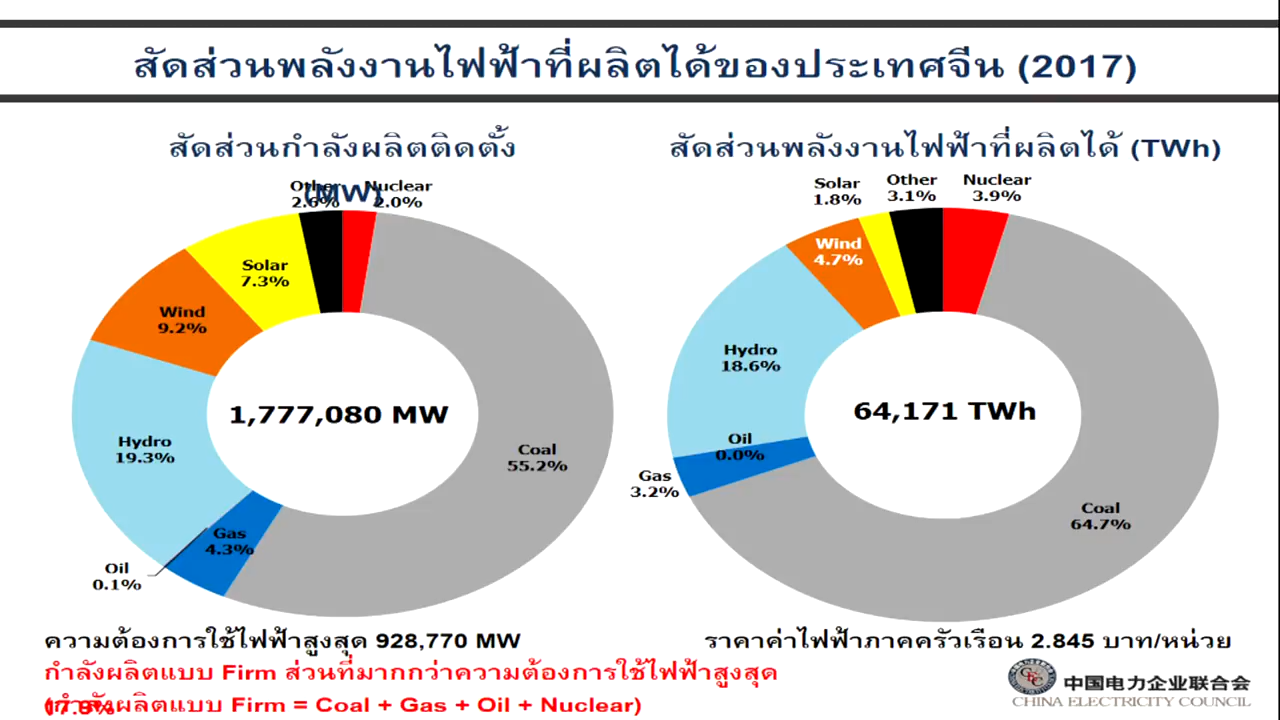 สัดส่วนพลังงานไฟฟ้าที่ผลิตได้ของประเทศจีน (2017)
สัดส่วนกำลังผลิตติดตั้ง
(MW)
Other
Nuclear
2.0%
Solar
7.3%
Wind
9.2%
Hydro
19.3%
1,777,080 MW
Coal
55.2%
Gas
4.3%
Oil
0.1%
สัดส่วนพลังงานไฟฟ้าที่ผลิตได้ (TWh)
Solar
1.8%
Other
3.1%
Nuclear
3.9%
Wind
4.7%
Hydro
18.6%
64,171 TWh
Oil
0.0%
Gas
3.2%
Coal
64.7%
ความต้องการใช้ไฟฟ้าสูงสุด 928,770 MW
ราคาค่าไฟฟ้าภาคครัวเรือน 2.845 บาท/หน่วย
กำลังผลิตแบบ Firm ส่วนที่มากกว่าความต้องการใช้ไฟฟ้าสูงสุด
(กำลังผลิตแบบ Firm = Coal + Gas + Oil + Nuclear)
中国电力企业联合会
CHINA ELECTRICITY COUNCIL